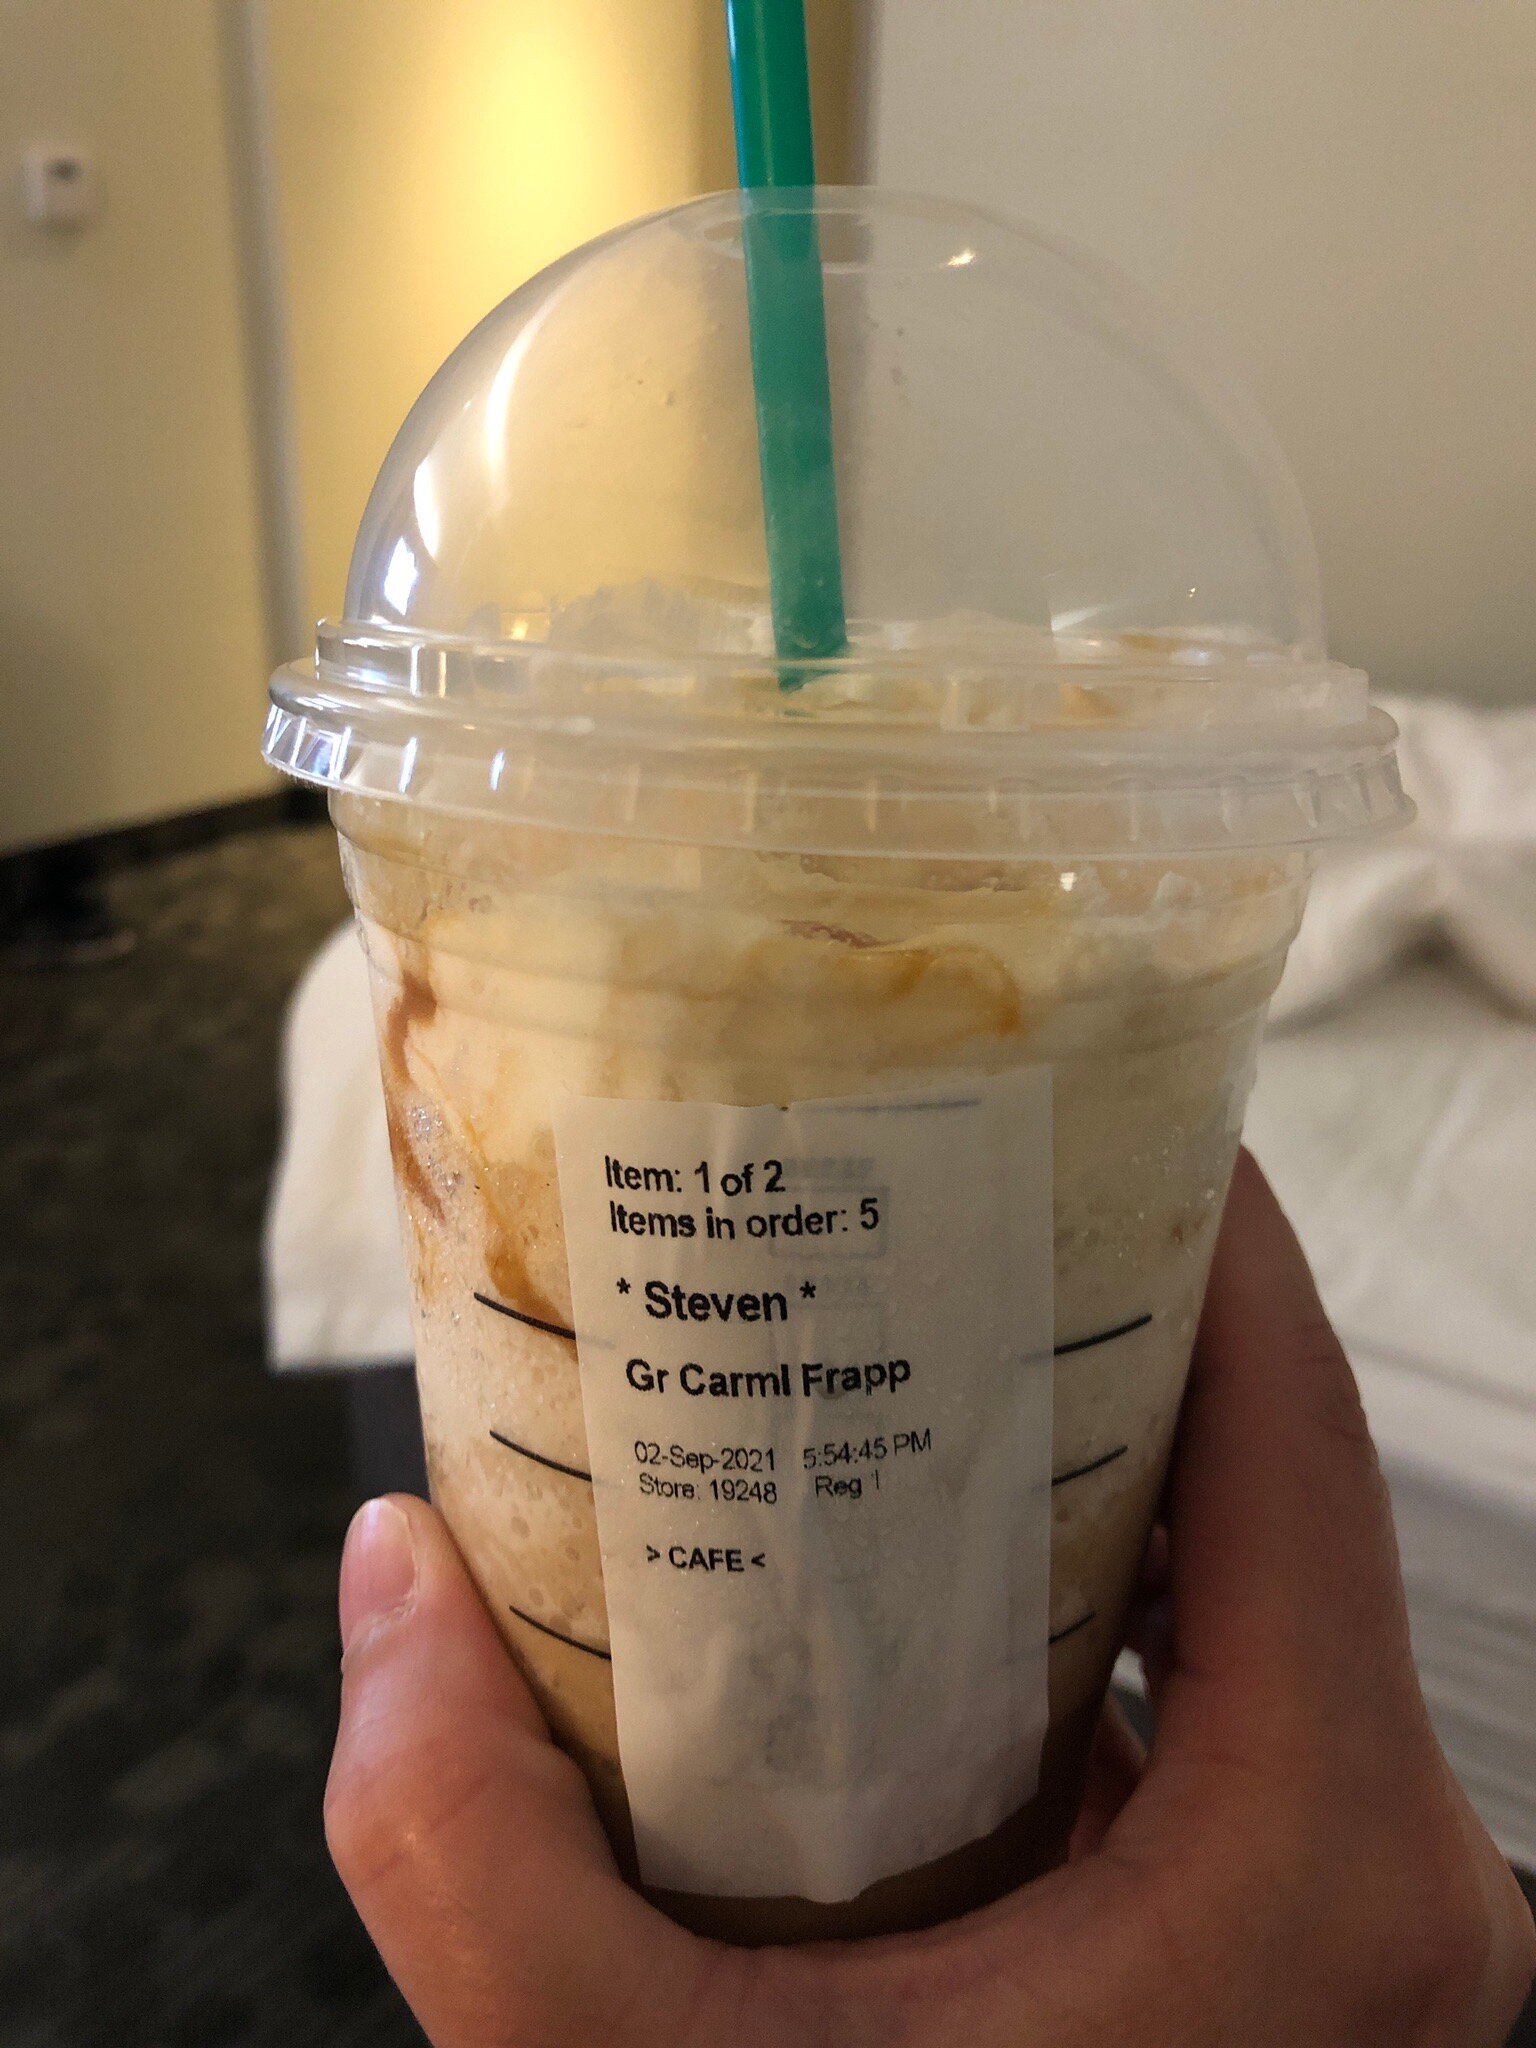 Item: 1 of 2
Items in order: 5
* Steven *
Gr Carml Frapp
02-Sep-2021 5:54:45 PM
Store: 19248 Reg 1
> CAFE <